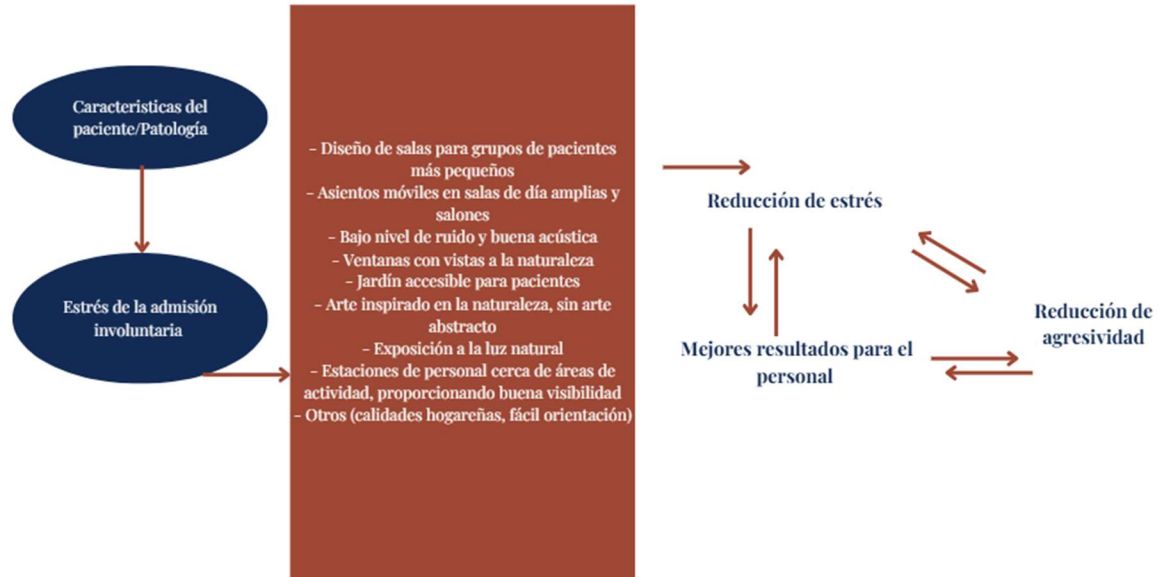 Caracteristicas del
paciente/Patología
Estrés de la admisión
involuntaria
- Diseño de salas para grupos de pacientes
más pequeños
- Asientos móviles en salas de día amplias y
salones
- Bajo nivel de ruido y buena acústica
- Ventanas con vistas a la naturaleza
- Jardín accesible para pacientes
- Arte inspirado en la naturaleza, sin arte
abstracto
- Exposición a la luz natural
- Estaciones de personal cerca de áreas de
actividad, proporcionando buena visibilidad
- Otros (calidades hogareñas, fácil orientación)
Reducción de estrés
Mejores resultados para el
personal
Reducción de
agresividad